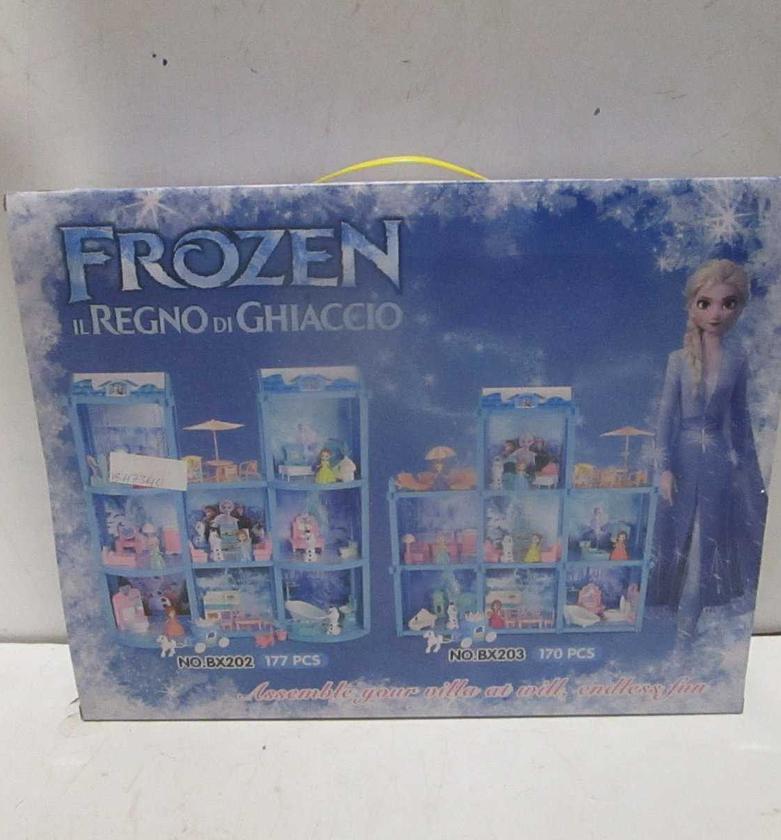 FROZEN
IL REGNO DI GHIACCIO
NO.BX202 177 PCS
NO.BX203 170 PCS
Assemble your villa at will, endless fun